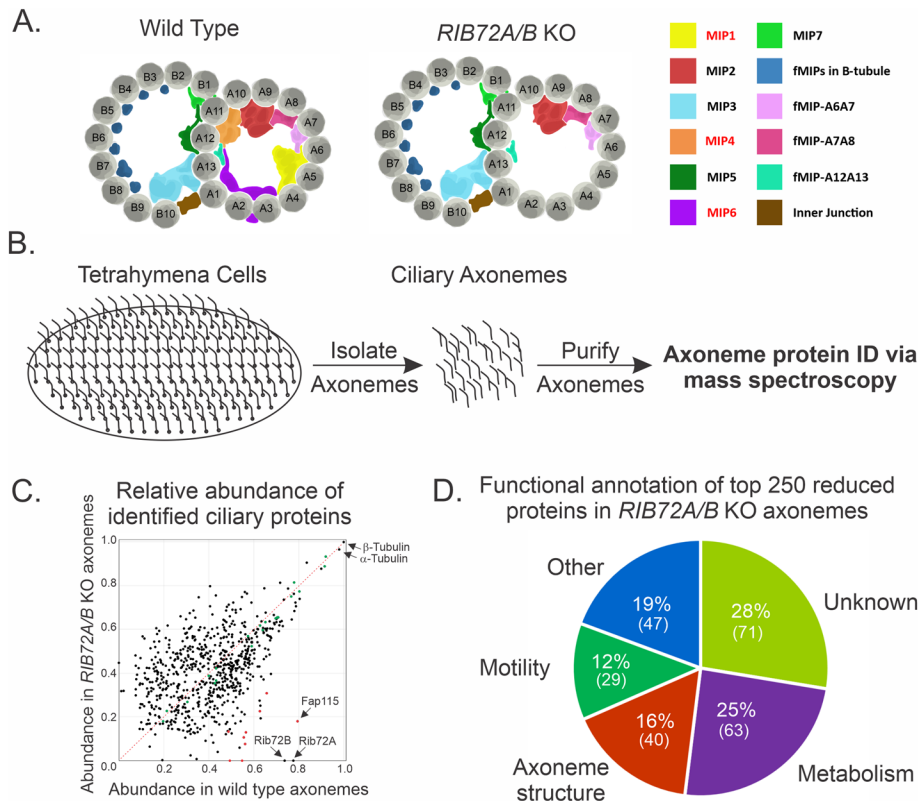 A.
Wild Type
RIB72A/B KO
B3
B2
B4
B1
B5
A10
A9
A11
A8
B6
A7
A12
A6
B7
A13
A5
B8
A1
A4
B9
B10
A2
A3
B3
B2
B4
B1
B5
A10
A9
A11
A8
B6
A7
A12
A6
B7
A13
A5
B8
A1
A4
B9
B10
A2
A3
MIP1
MIP7
MIP2
fMIPs in B-tubule
MIP3
fMIP-A6A7
MIP4
fMIP-A7A8
MIP5
fMIP-A12A13
MIP6
Inner Junction
B.
Tetrahymena Cells
Ciliary Axonemes
Isolate
Axonemes
Purify
Axonemes
Axoneme protein ID via
mass spectroscopy
C.
Relative abundance of
identified ciliary proteins
Abundance in RIB72A/B KO axonemes
1.0
0.8
0.6
0.4
0.2
0.0
0.0
0.2
0.4
0.6
0.8
1.0
β-Tubulin
α-Tubulin
Fap115
Rib72B
Rib72A
Abundance in wild type axonemes
D.
Functional annotation of top 250 reduced
proteins in RIB72A/B KO axonemes
Other
19%
(47)
28%
(71)
Unknown
Motility
12%
(29)
16%
(40)
25%
(63)
Axoneme
structure
Metabolism